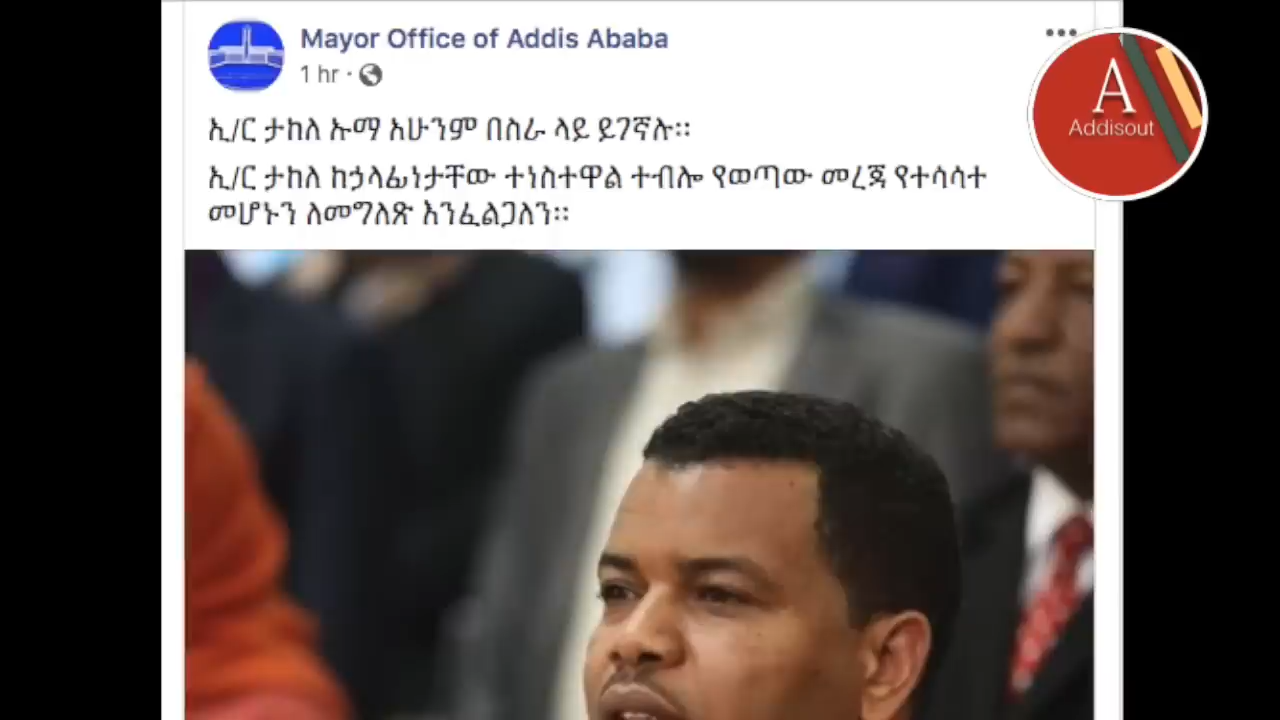 Mayor Office of Addis Ababa
1 hr ·
ኢ/ር ታከለ ኡማ አሁንም በስራ ላይ ይገኛሉ።
ኢ/ር ታከለ ከኃላፊነታቸው ተነስተዋል ተብሎ የወጣው መረጃ የተሳሳተ
መሆኑን ለመግለጽ እንፈልጋለን።
A
Addisout